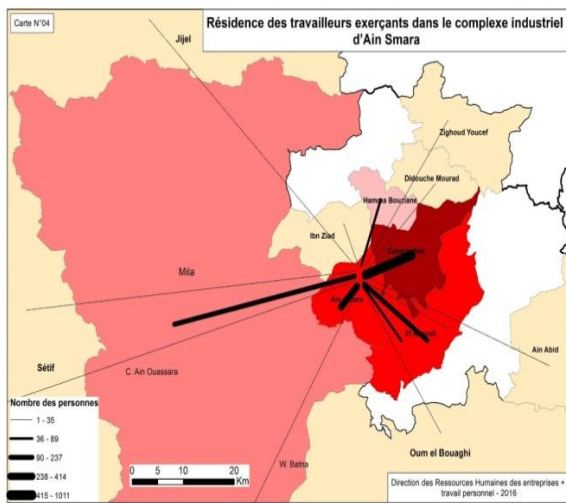 Carte N°04
Résidence des travailleurs exerçants dans le complexe industriel
d'Ain Smara
Jijel
Zighoud Youcef
Didouche Mourad
Hamma Bouziane
Ibn Ziad
Mila
Ain Abid
Sétif
C. Ain Ouassara
Oum el Bouaghi
W. Batna
Nombre des personnes
1 - 35
36 - 89
90 - 237
238 - 414
415 - 1011
0 5 10 20
Km
Direction des Ressources Humaines des entreprises +
travail personnel - 2016